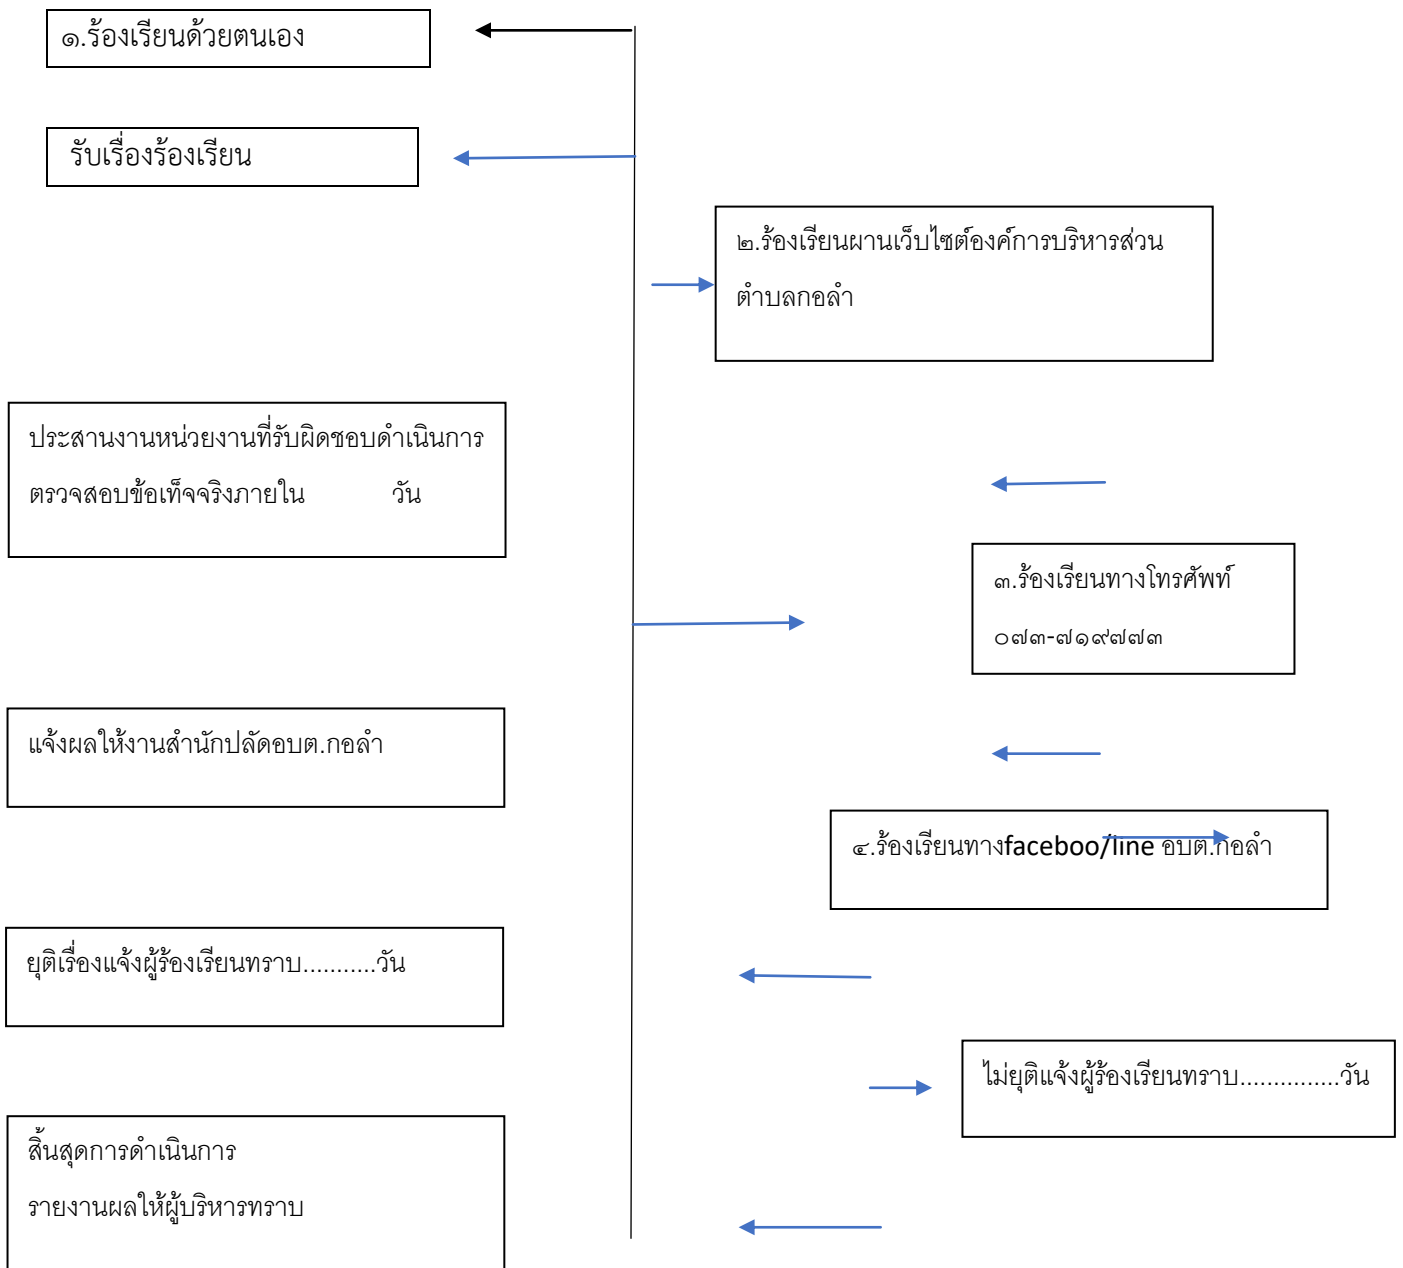 ๑.ร้องเรียนด้วยตนเอง
รับเรื่องร้องเรียน
๒.ร้องเรียนผานเว็บไซต์องค์การบริหารส่วน
ตำบลกอลำ
ประสานงานหน่วยงานที่รับผิดชอบดำเนินการ
ตรวจสอบข้อเท็จจริงภายใน วัน
๓.ร้องเรียนทางโทรศัพท์
๐๗๓-๗๑๙๗๗๓
แจ้งผลให้งานสำนักปลัดอบต.กอลำ
๔.ร้องเรียนทางfaceboo/line อบต.กอลำ
ยุติเรื่องแจ้งผู้ร้องเรียนทราบ...........วัน
ไม่ยุติแจ้งผู้ร้องเรียนทราบ...............วัน
สิ้นสุดการดำเนินการ
รายงานผลให้ผู้บริหารทราบ